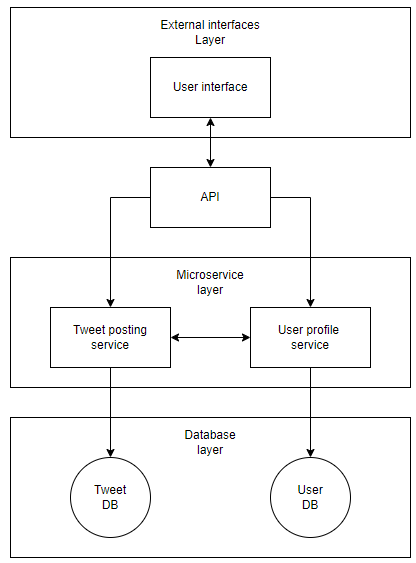 External interfaces
Layer
User interface
API
Microservice
layer
Tweet posting
service
User profile
service
Database
layer
Tweet
DB
User
DB